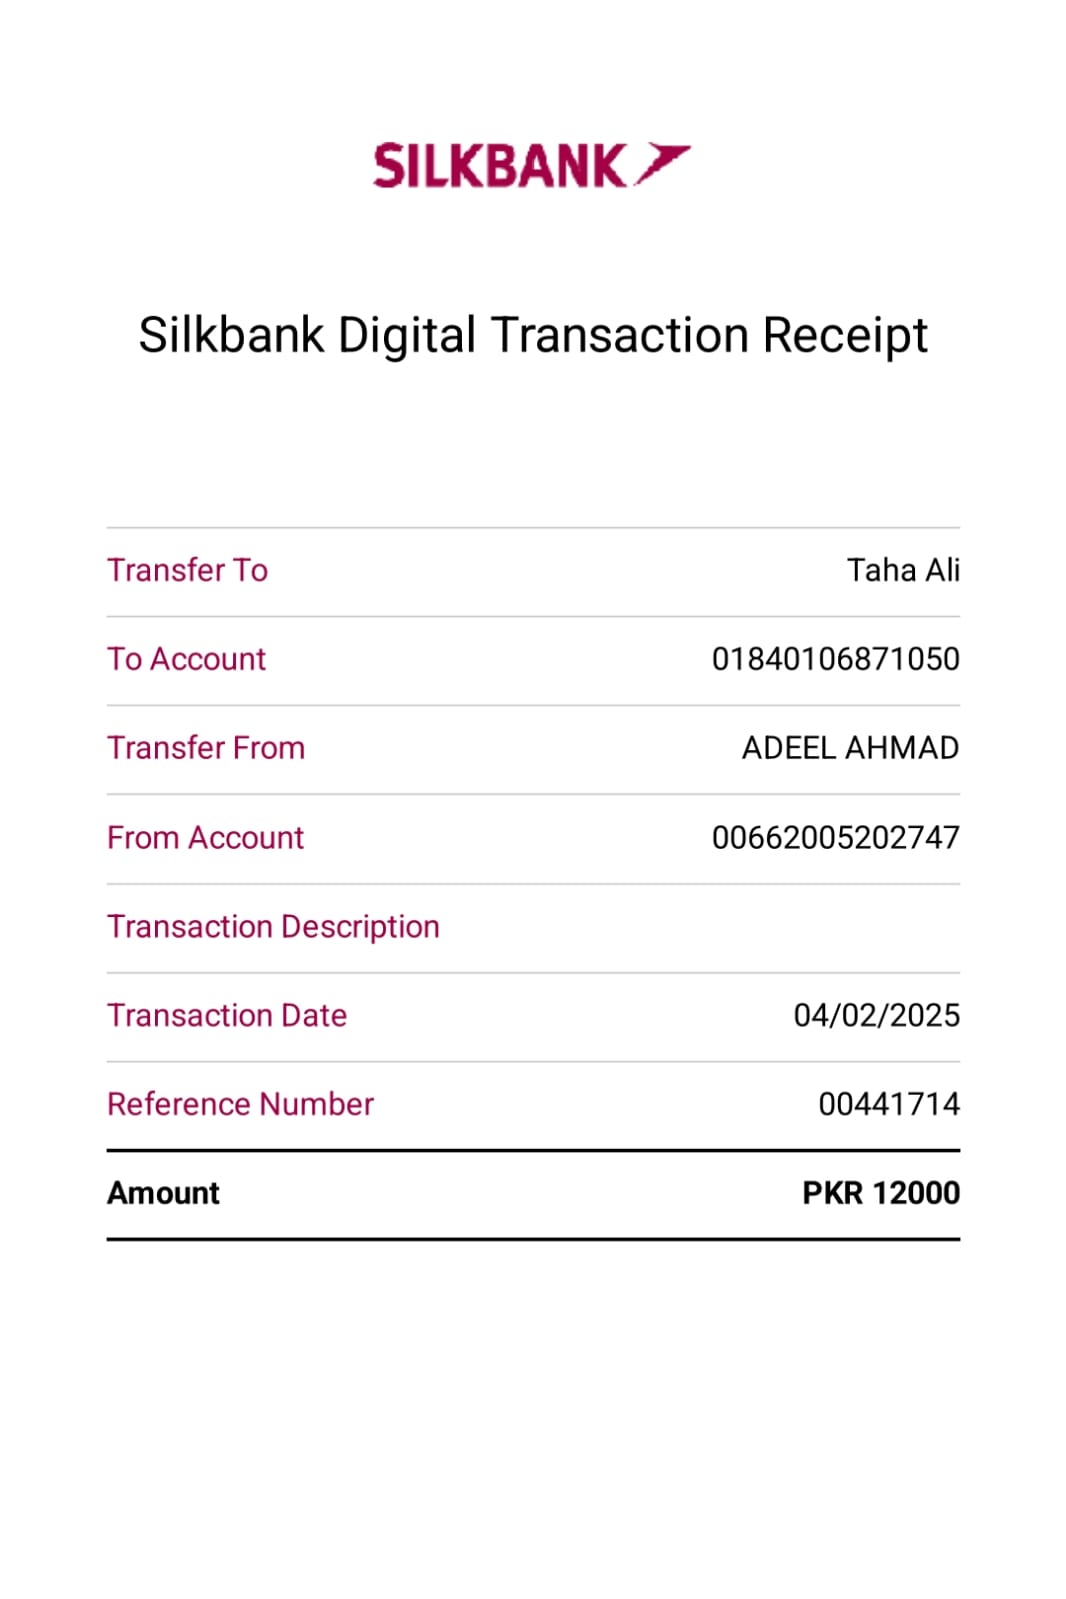 SILKBANK
Silkbank Digital Transaction Receipt
Transfer To Taha Ali
To Account 01840106871050
Transfer From ADEEL AHMAD
From Account 00662005202747
Transaction Description
Transaction Date 04/02/2025
Reference Number 00441714
Amount PKR 12000